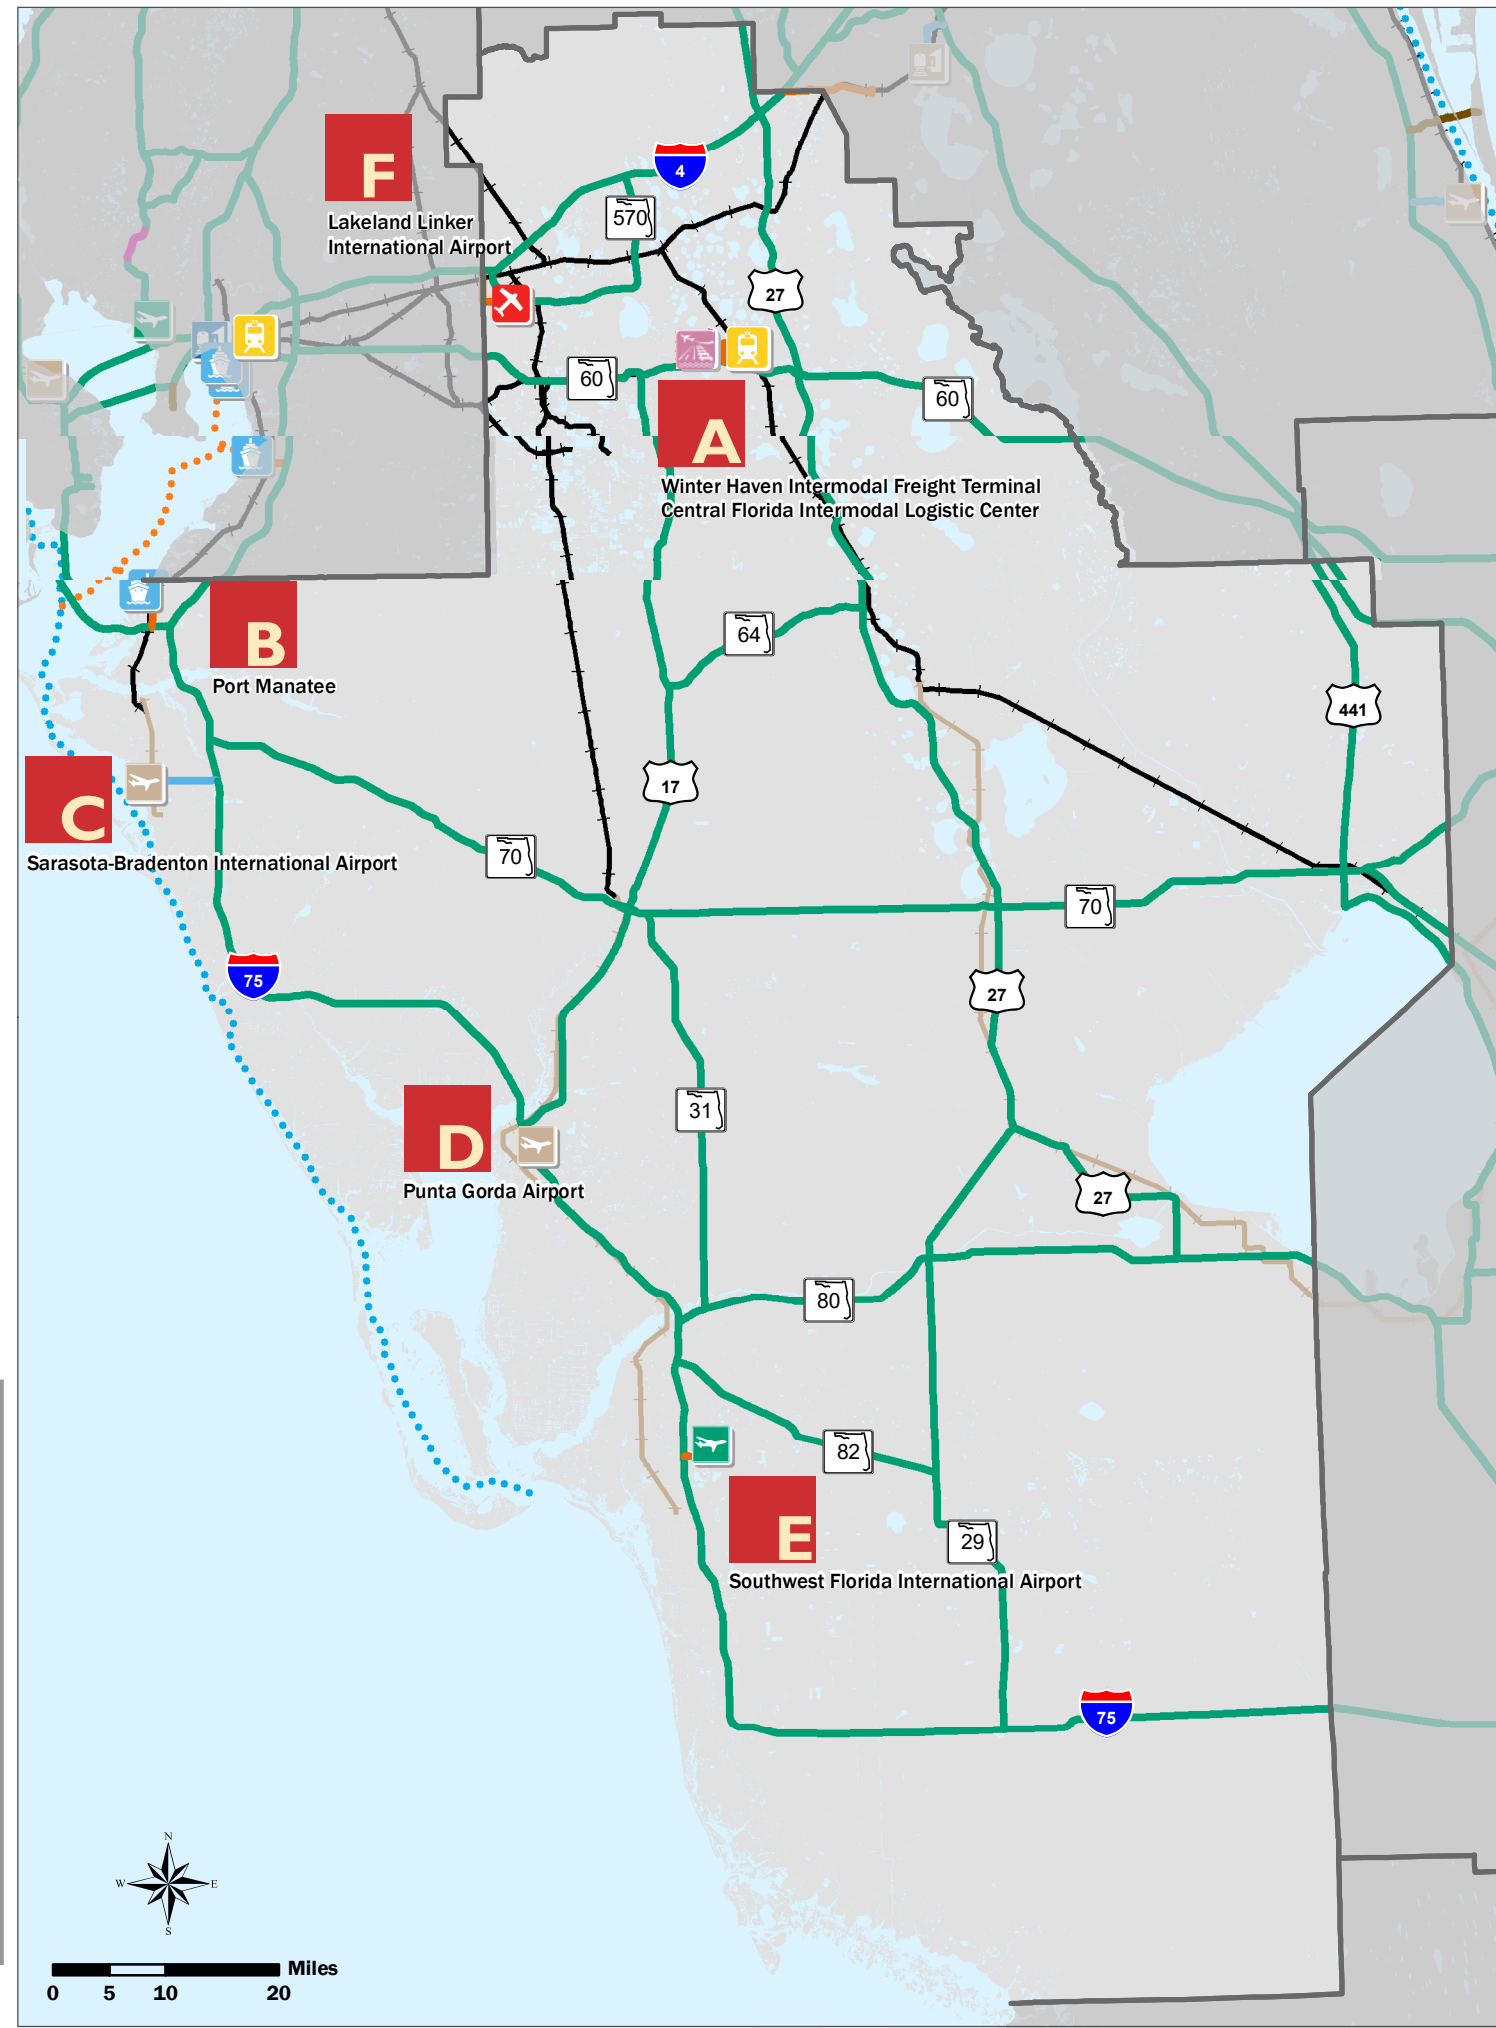 4
F
Lakeland Linker
International Airport
570
27
60
60
A
Winter Haven Intermodal Freight Terminal
Central Florida Intermodal Logistic Center
64
B
Port Manatee
441
17
C
Sarasota-Bradenton International Airport
70
70
75
27
31
D
Punta Gorda Airport
27
80
82
E
29
Southwest Florida International Airport
75
N
W E
S
Miles
0 5 10 20